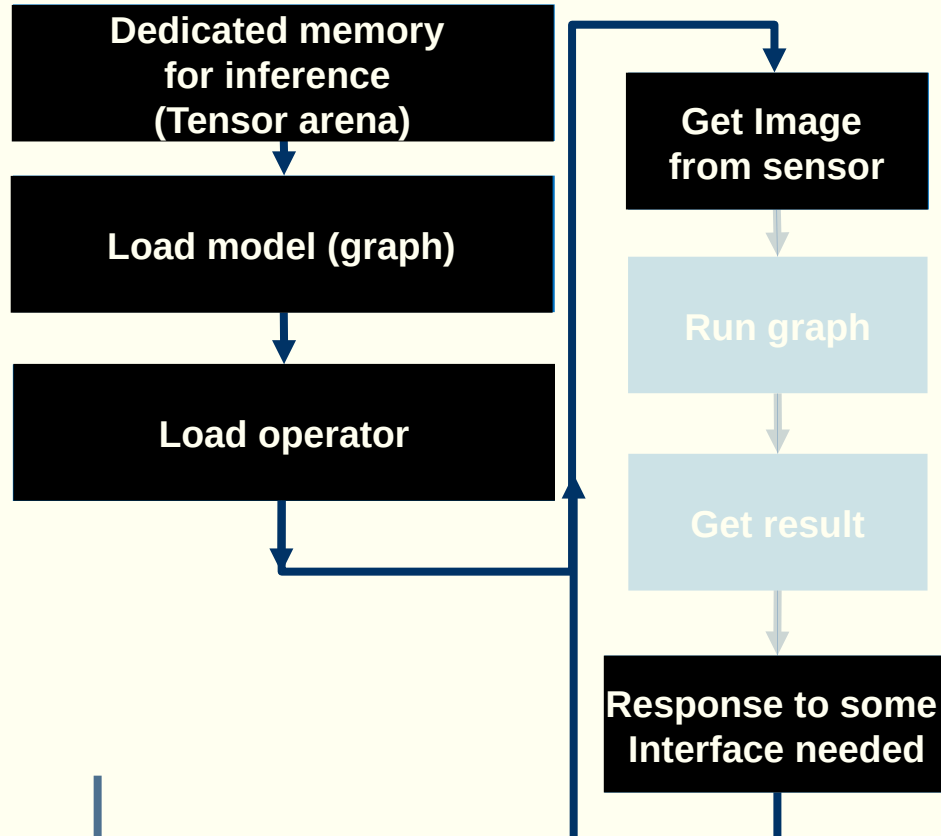 Dedicated memory
for inference
(Tensor arena)
Load model (graph)
Load operator
Get Image
from sensor
Run graph
Get result
Response to some
Interface needed